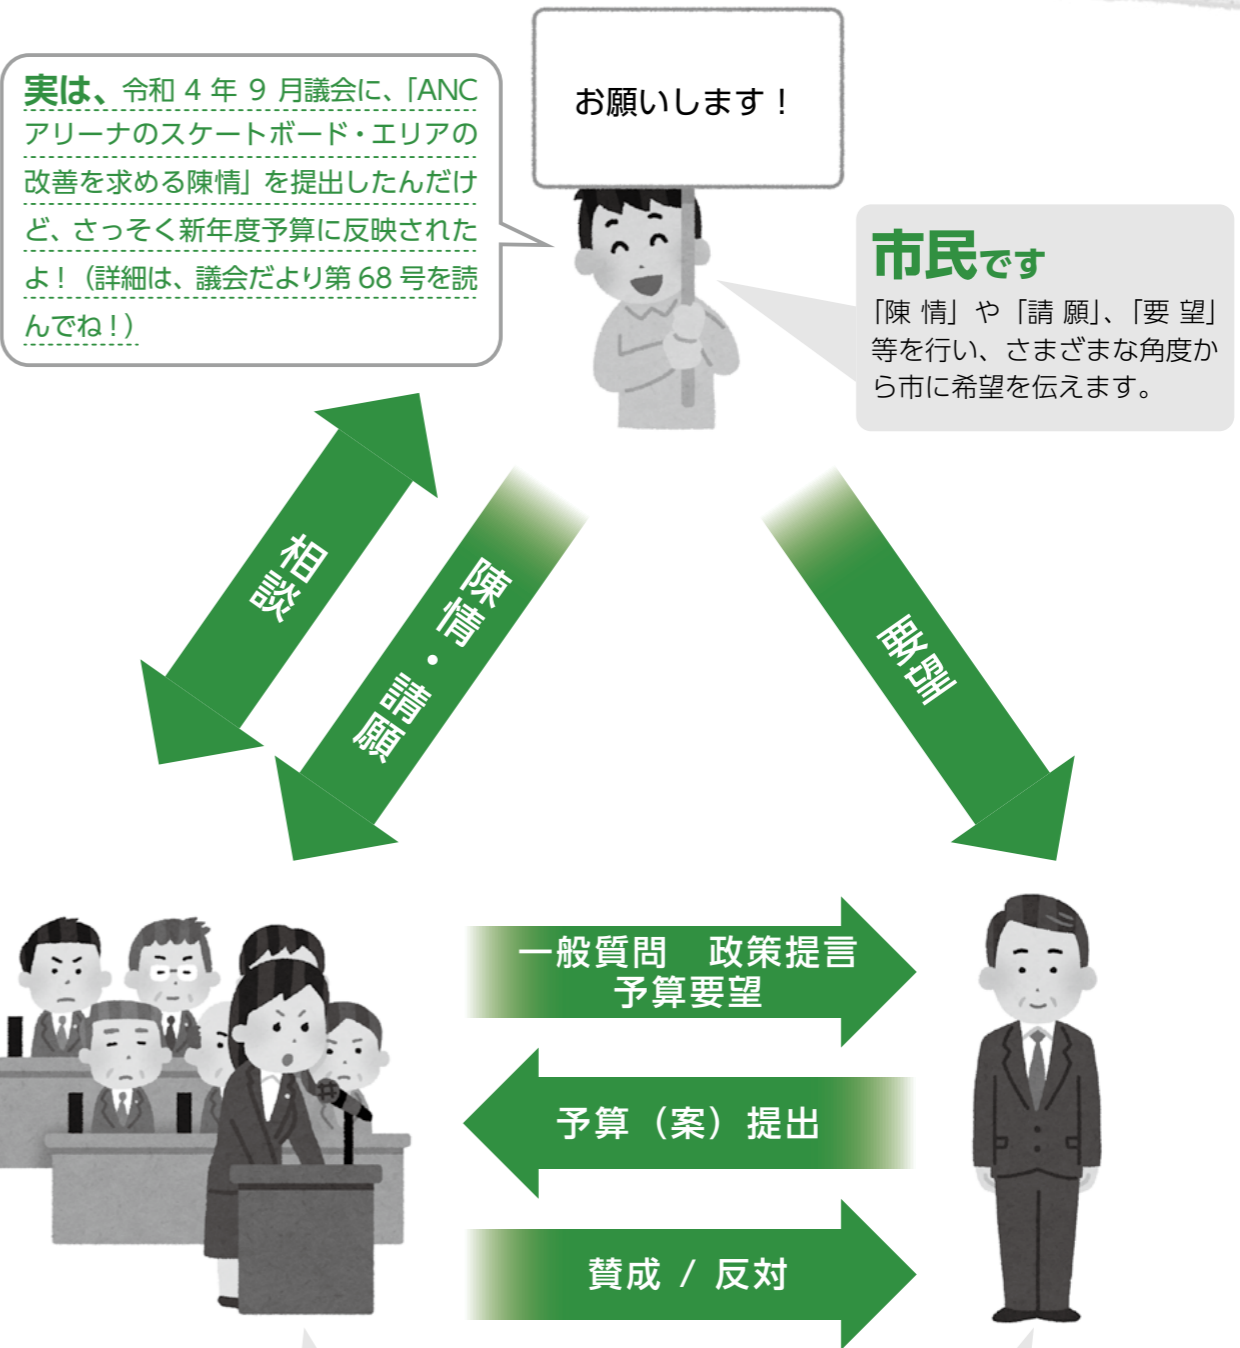 お願いします！
実は、令和 4 年 9 月議会に、「ANC
アリーナのスケートボード・エリアの
改善を求める陳情」を提出したんだけ
ど、さっそく新年度予算に反映された
よ！（詳細は、議会だより第 68 号を読
んでね！）
市民です
「陳 情」や「請 願」、「要 望」
等を行い、さまざまな角度か
ら市に希望を伝えます。
相談
陳情・請願
要望
一般質問　政策提言
予算要望
予算（案）提出
賛成 / 反対